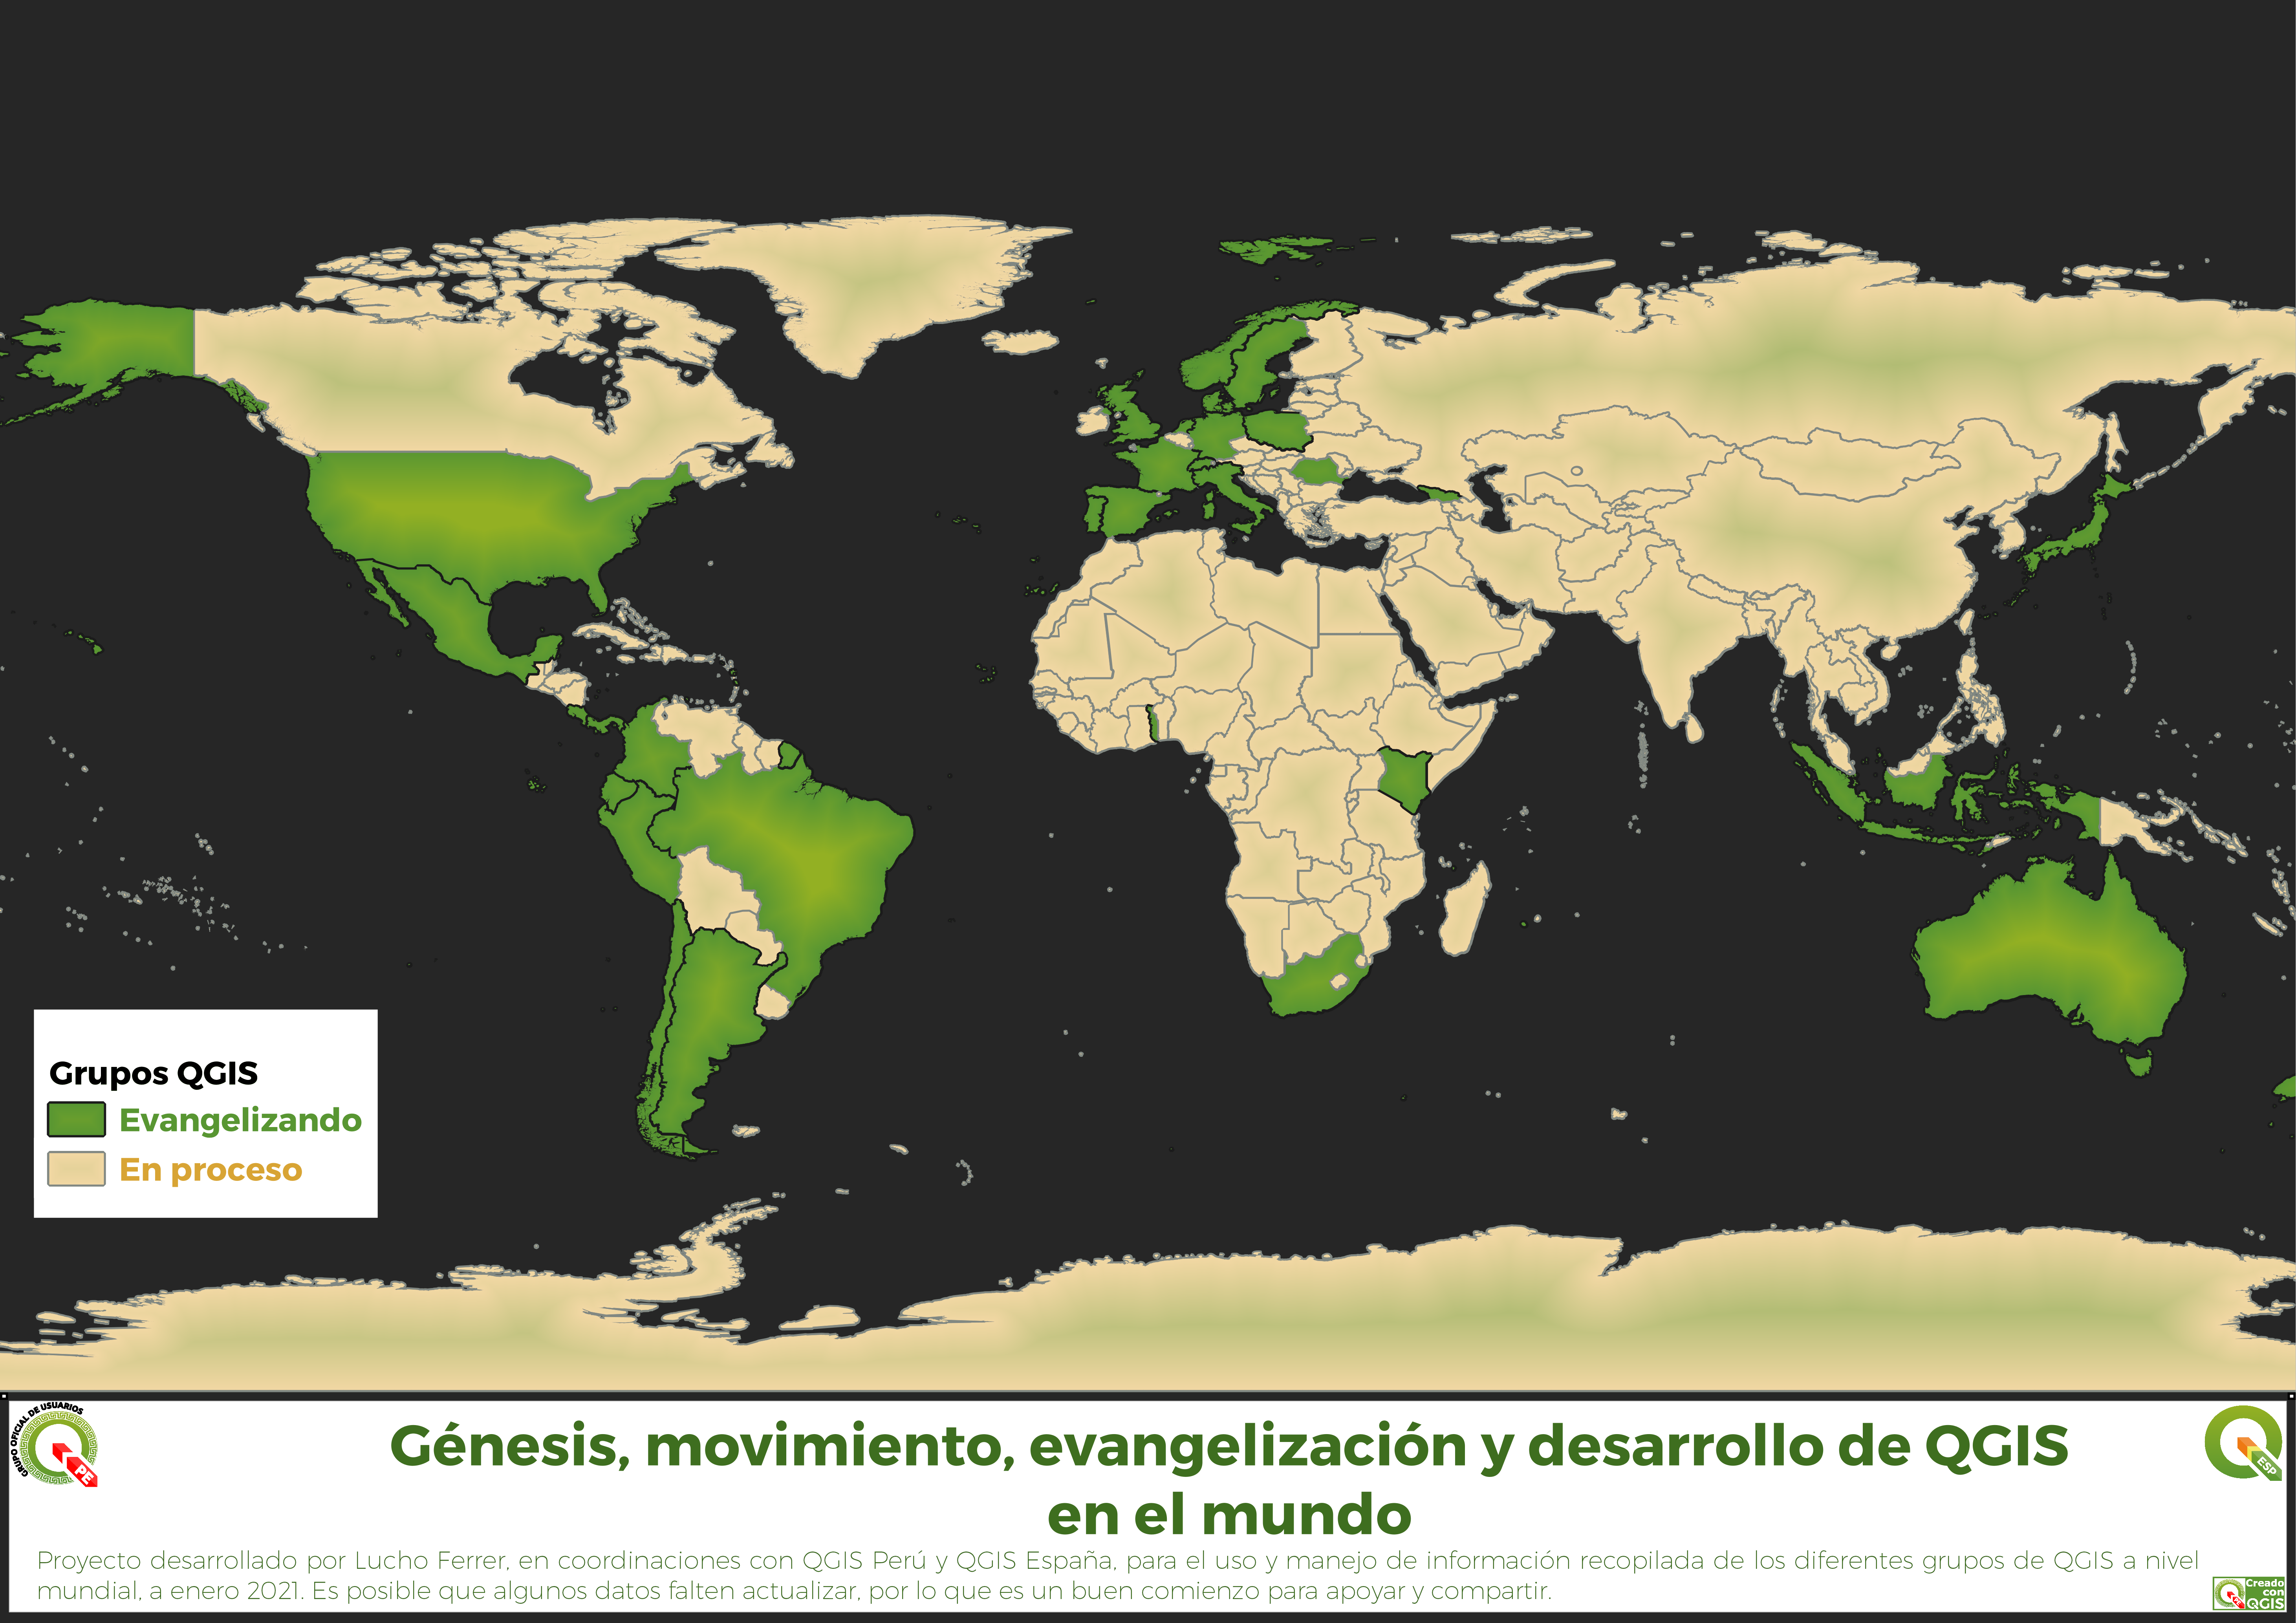 Grupos QGIS
Evangelizando
En proceso
GRUPO OFICIAL DE USUARIOS
PE
Génesis, movimiento, evangelización y desarrollo de QGIS
en el mundo
ESP
Proyecto desarrollado por Lucho Ferrer, en coordinaciones con QGIS Perú y QGIS España, para el uso y manejo de información recopilada de los diferentes grupos de QGIS a nivel
mundial, a enero 2021. Es posible que algunos datos falten actualizar, por lo que es un buen comienzo para apoyar y compartir.
Creado
con
QGIS